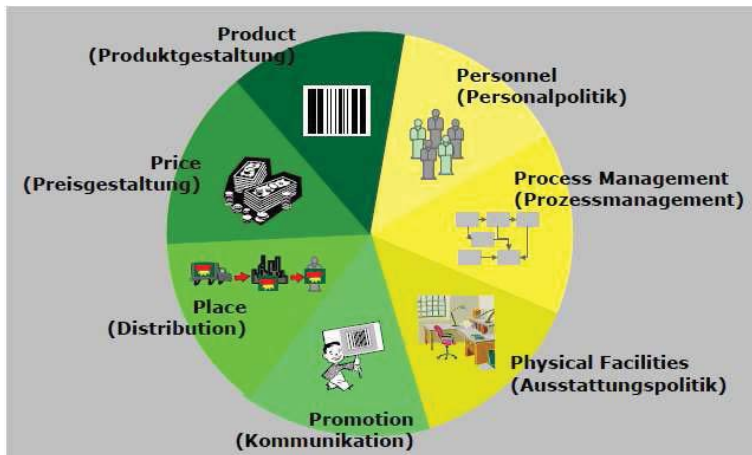 Product
(Produktgestaltung)
Personnel
(Personalpolitik)
Price
(Preisgestaltung)
Process Management
(Prozessmanagement)
Place
(Distribution)
Physical Facilities
(Ausstattungspolitik)
Promotion
(Kommunikation)